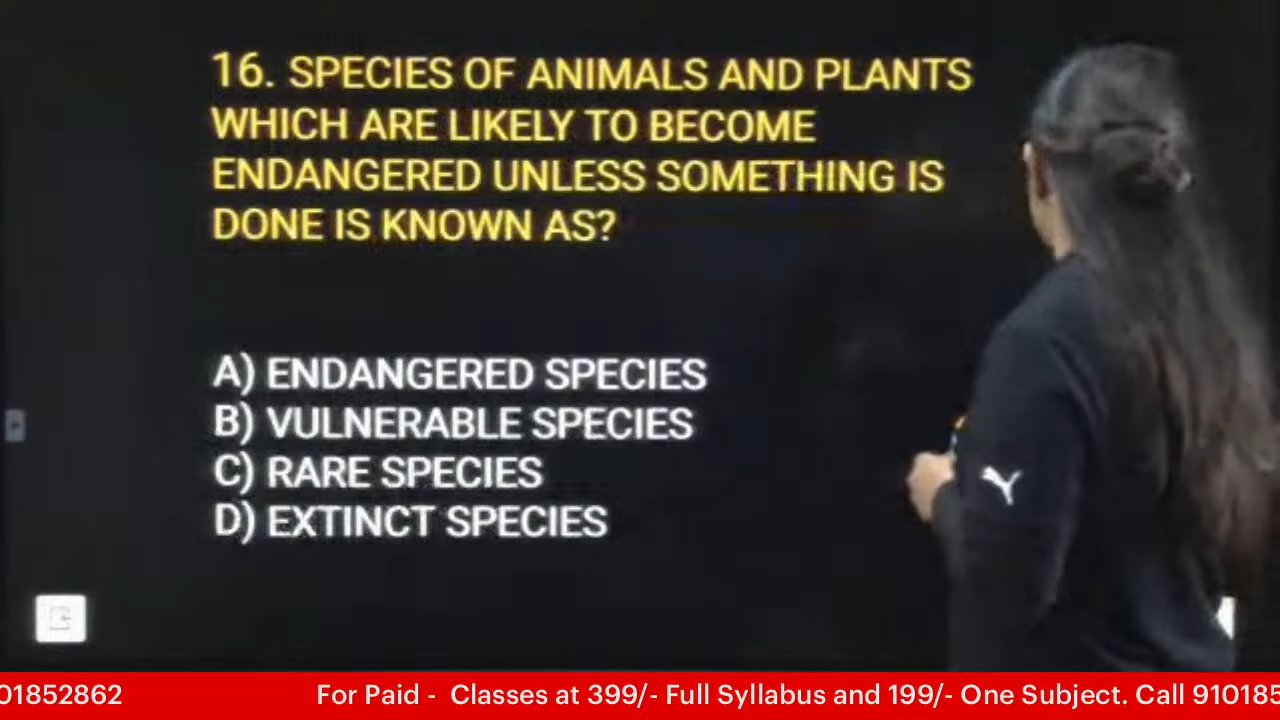 16. SPECIES OF ANIMALS AND PLANTS
WHICH ARE LIKELY TO BECOME
ENDANGERED UNLESS SOMETHING IS
DONE IS KNOWN AS?
A) ENDANGERED SPECIES
B) VULNERABLE SPECIES
C) RARE SPECIES
D) EXTINCT SPECIES
01852862 For Paid - Classes at 399/- Full Syllabus and 199/- One Subject. Call 910185